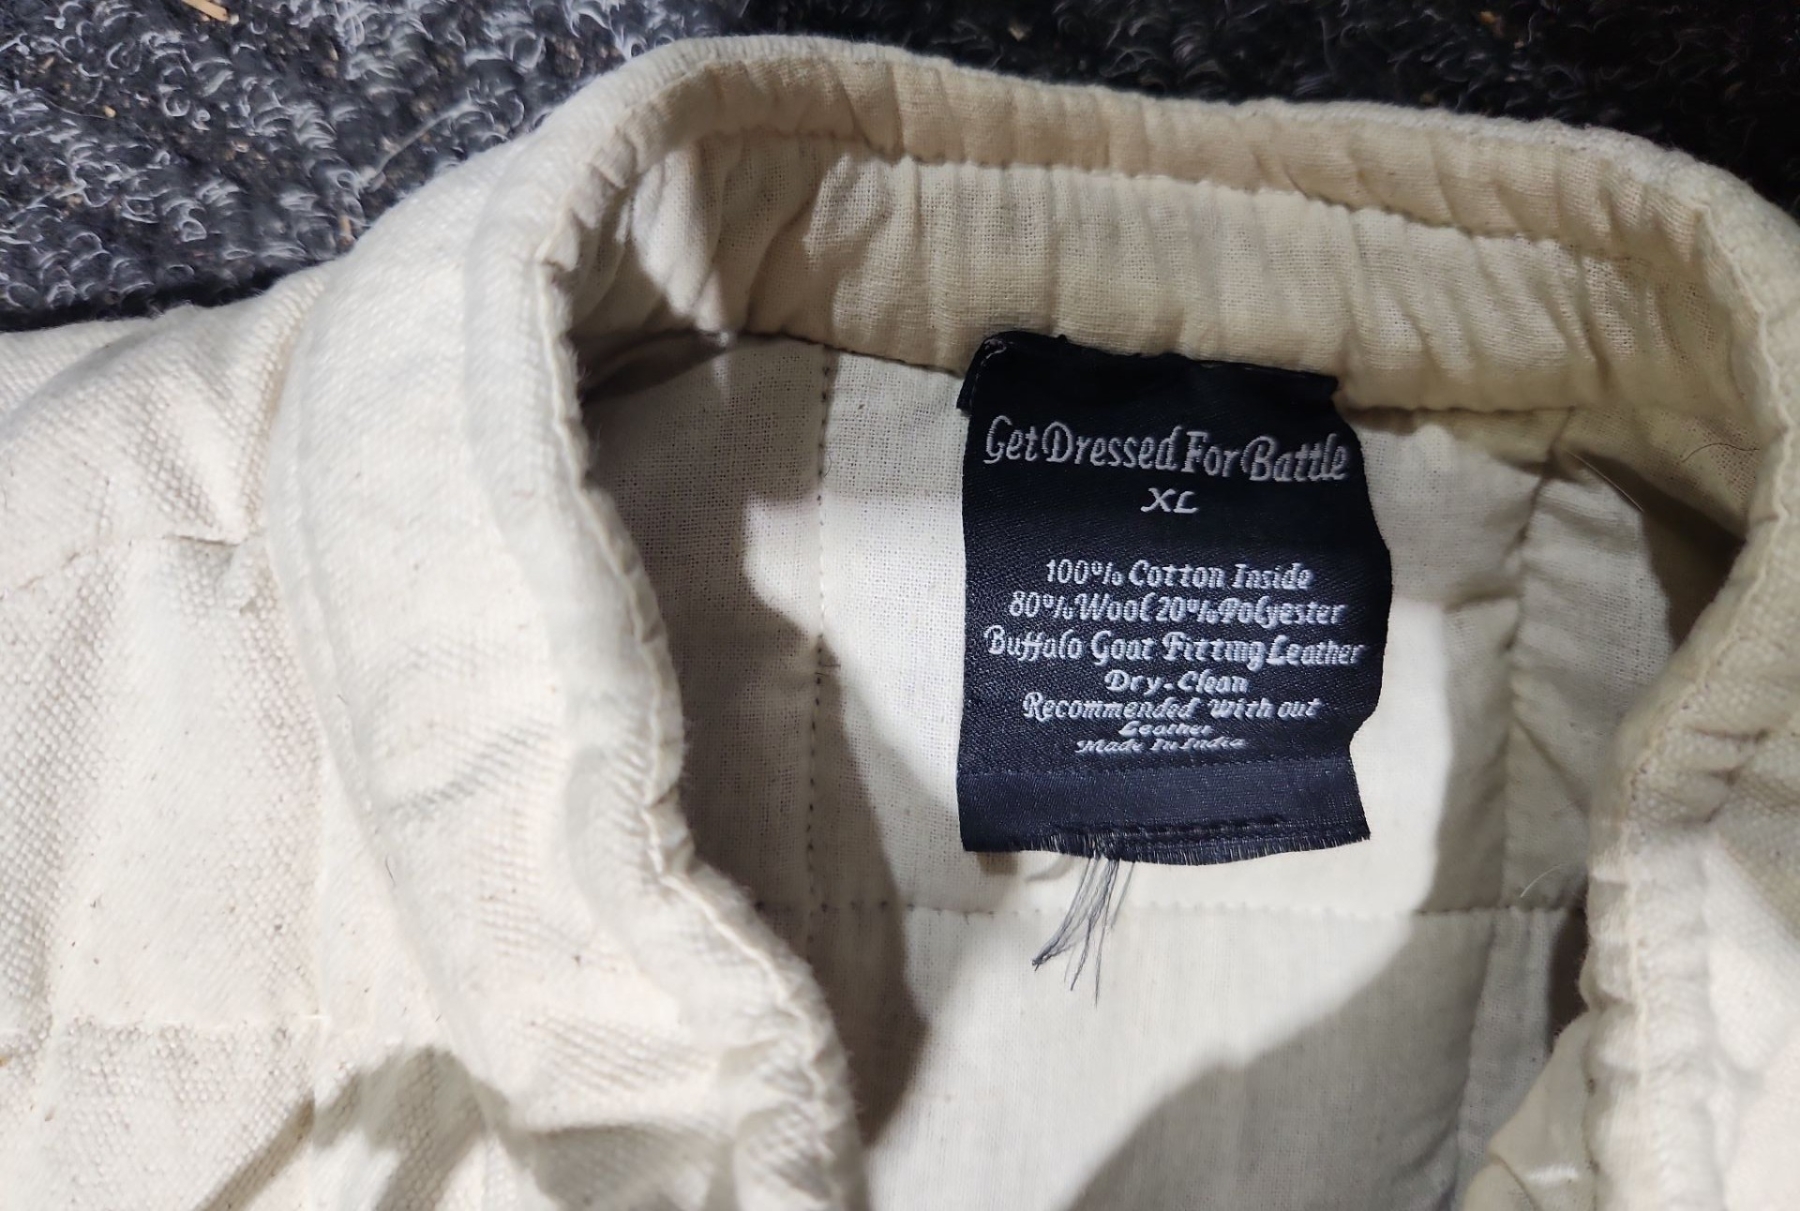 Get Dressed For Battle
XL
100% Cotton Inside
80% Wool 20% Polyester
Buffalo Goat Fitting Leather
Dry-Clean
Recommended With out
Leather
Made In India